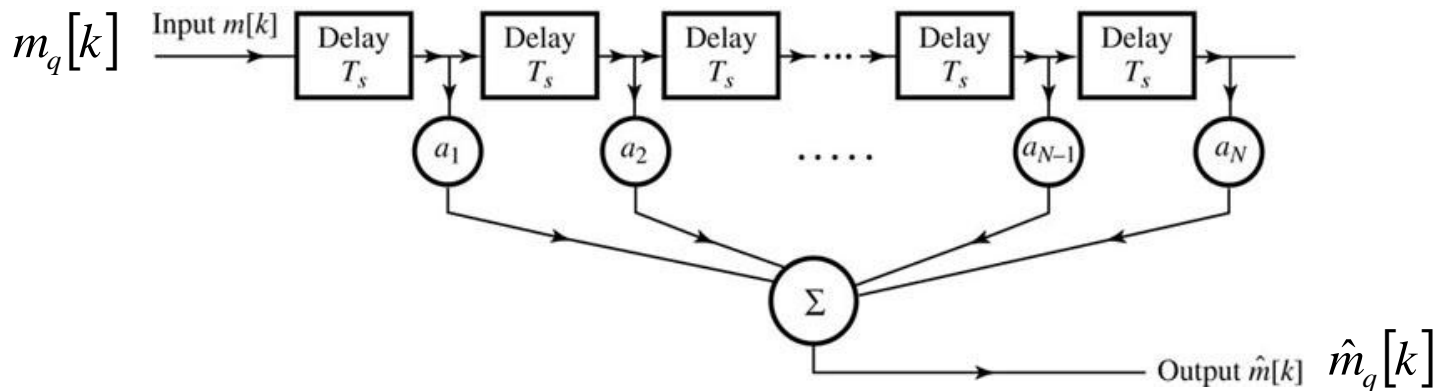 m_q[k] Input m[k]
Delay T_s Delay T_s Delay T_s ... Delay T_s Delay T_s
a_1 a_2 ..... a_{N–1} a_N
Σ
Output m̂[k] m̂_q[k]